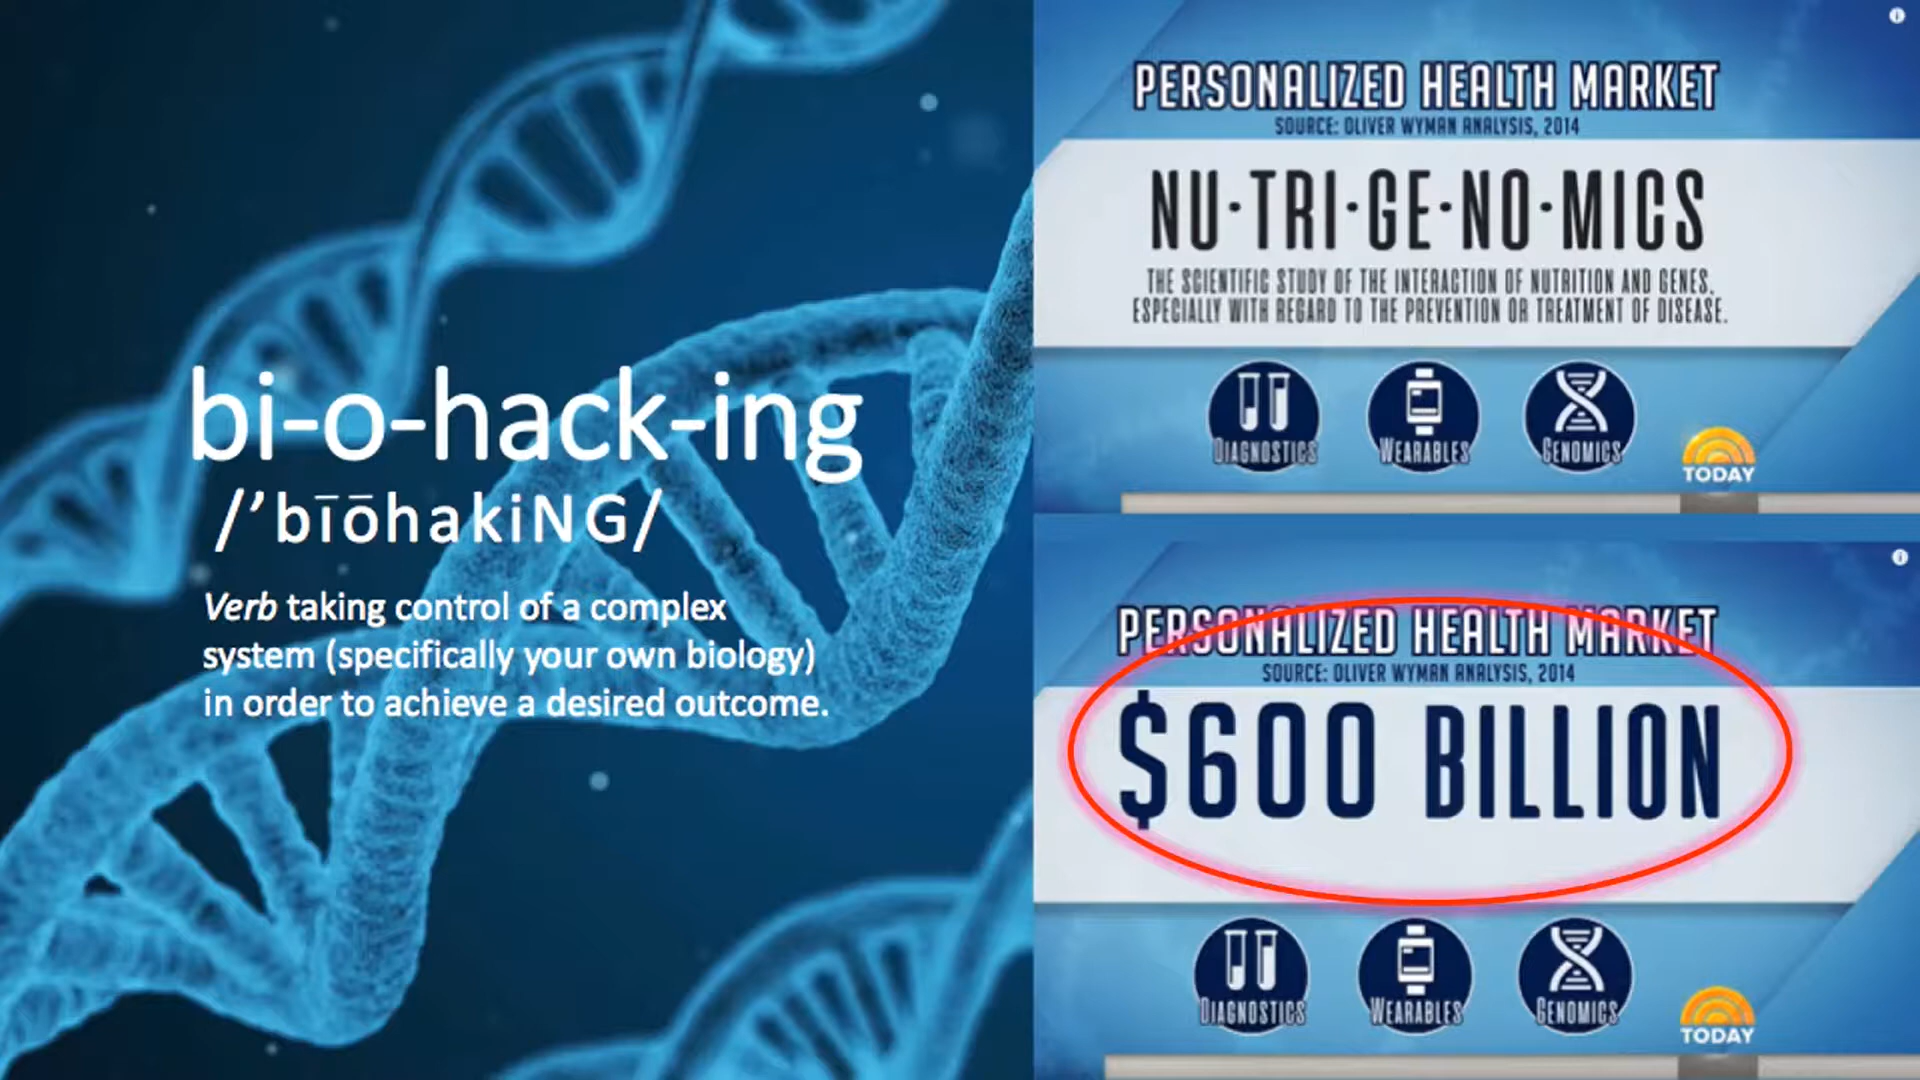 bi-o-hack-ing
/’bīōhakiNG/
Verb taking control of a complex
system (specifically your own biology)
in order to achieve a desired outcome.
PERSONALIZED HEALTH MARKET
SOURCE: OLIVER WYMAN ANALYSIS, 2014
NU·TRI·GE·NO·MICS
THE SCIENTIFIC STUDY OF THE INTERACTION OF NUTRITION AND GENES,
ESPECIALLY WITH REGARD TO THE PREVENTION OR TREATMENT OF DISEASE.
DIAGNOSTICS WEARABLES GENOMICS
TODAY
PERSONALIZED HEALTH MARKET
SOURCE: OLIVER WYMAN ANALYSIS, 2014
$600 BILLION
DIAGNOSTICS WEARABLES GENOMICS
TODAY